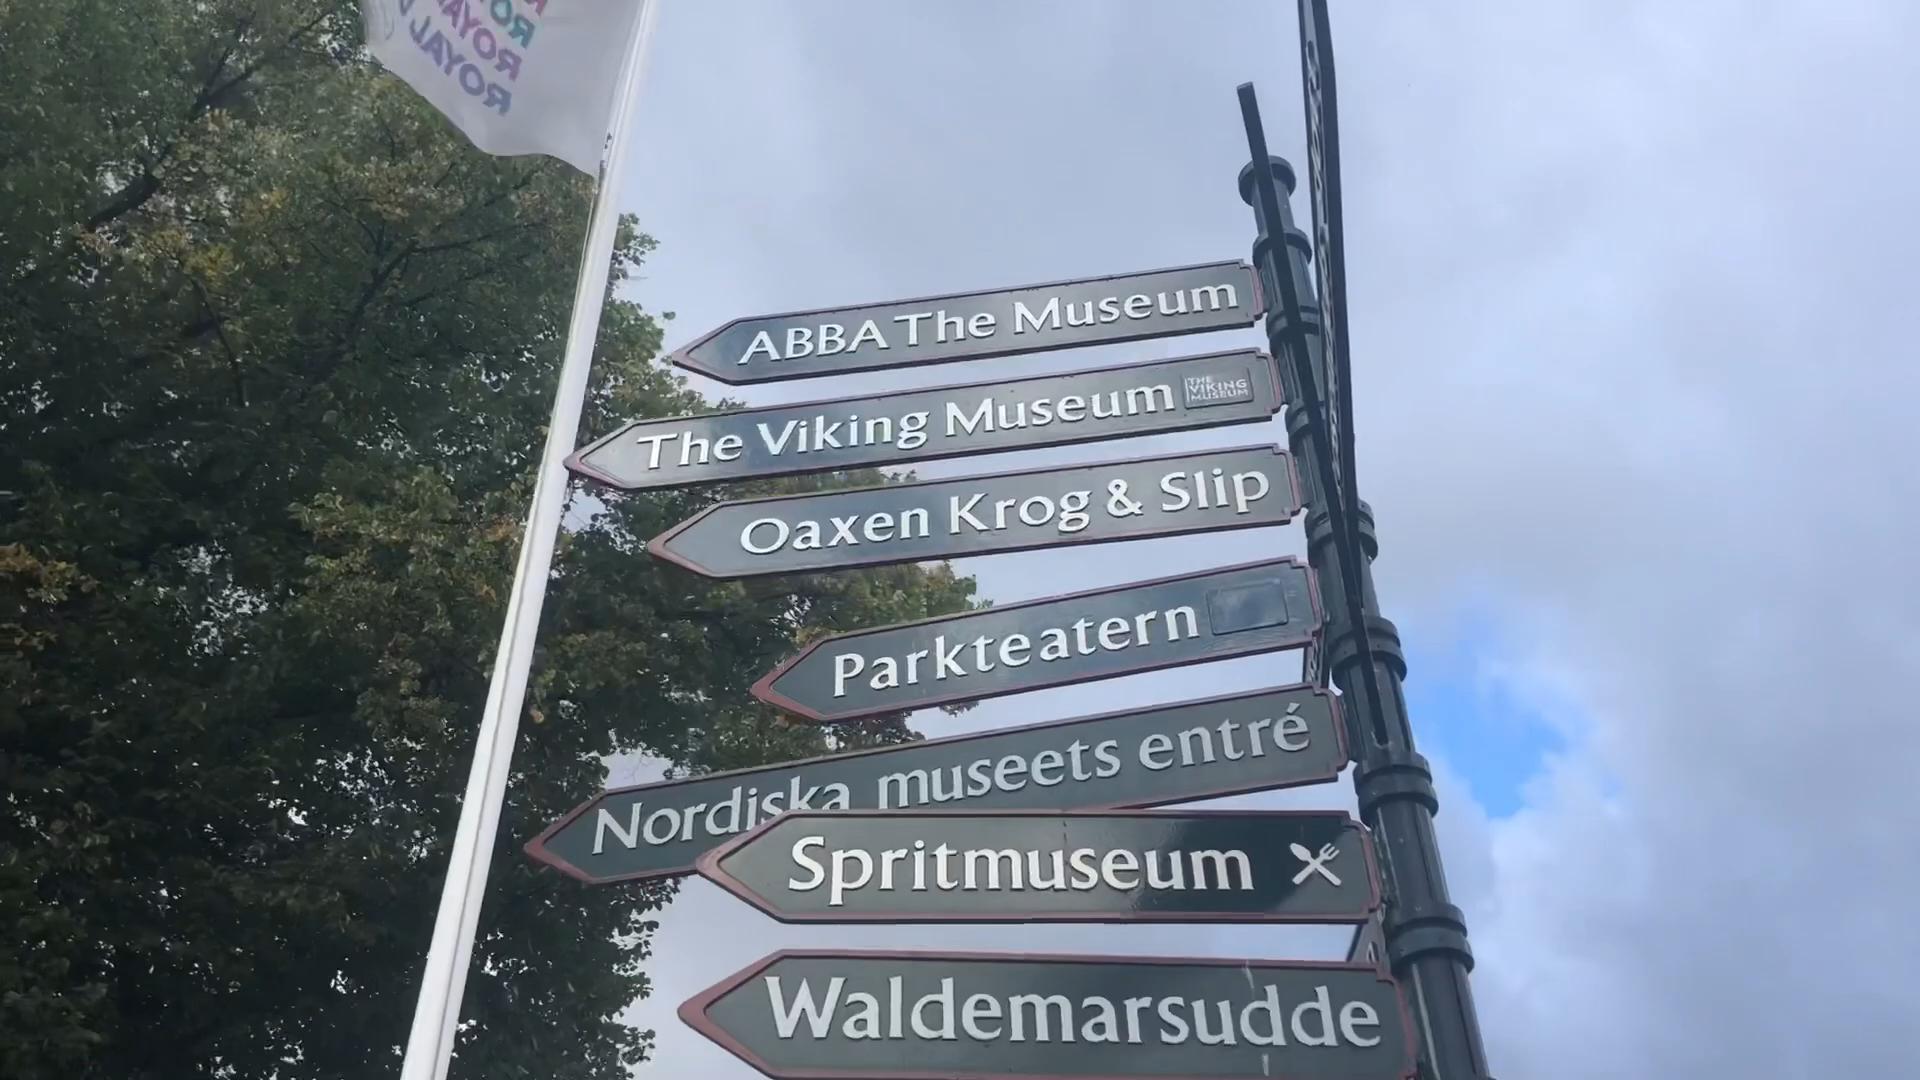 ROYAL
ROYAL
ABBA The Museum
The Viking Museum
THE
VIKING
MUSEUM
Oaxen Krog & Slip
Parkteatern
Nordiska museets entré
Spritmuseum
Waldemarsudde